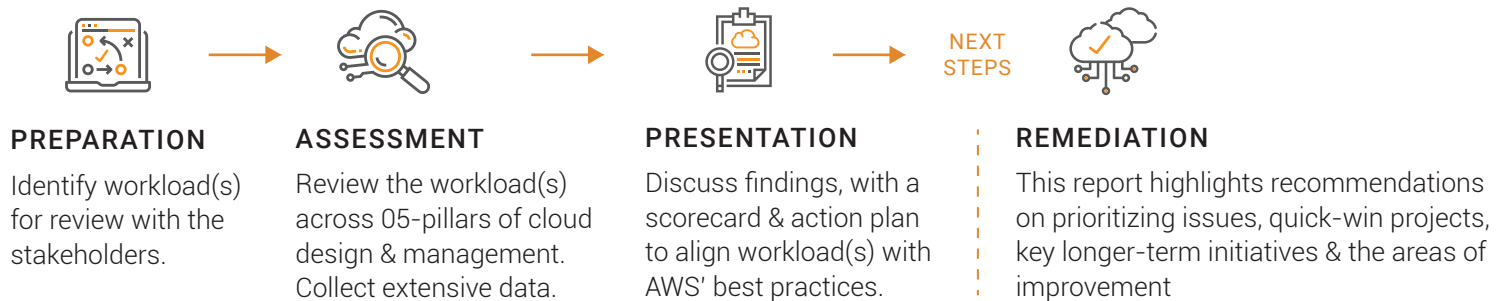 NEXT
STEPS
PREPARATION
Identify workload(s)
for review with the
stakeholders.
ASSESSMENT
Review the workload(s)
across 05-pillars of cloud
design & management.
Collect extensive data.
PRESENTATION
Discuss findings, with a
scorecard & action plan
to align workload(s) with
AWS' best practices.
REMEDIATION
This report highlights recommendations
on prioritizing issues, quick-win projects,
key longer-term initiatives & the areas of
improvement